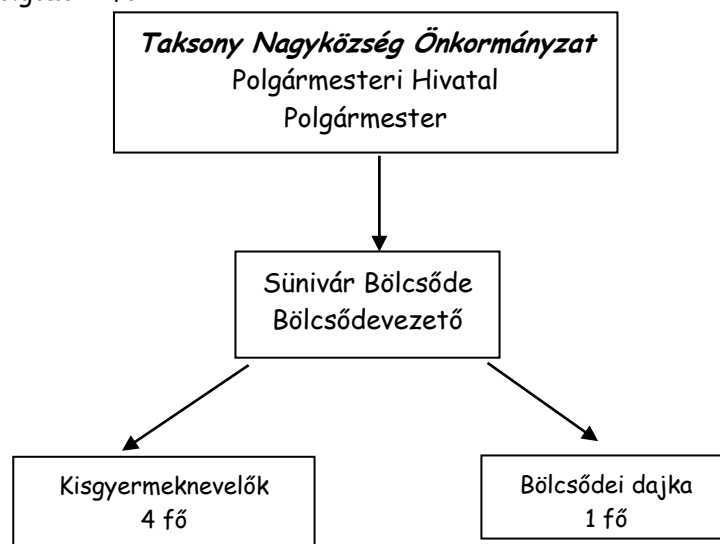 Taksony Nagyközség Önkormányzat
Polgármesteri Hivatal
Polgármester
Sünivár Bölcsőde
Bölcsődevezető
Kisgyermeknevelők
4 fő
Bölcsődei dajka
1 fő